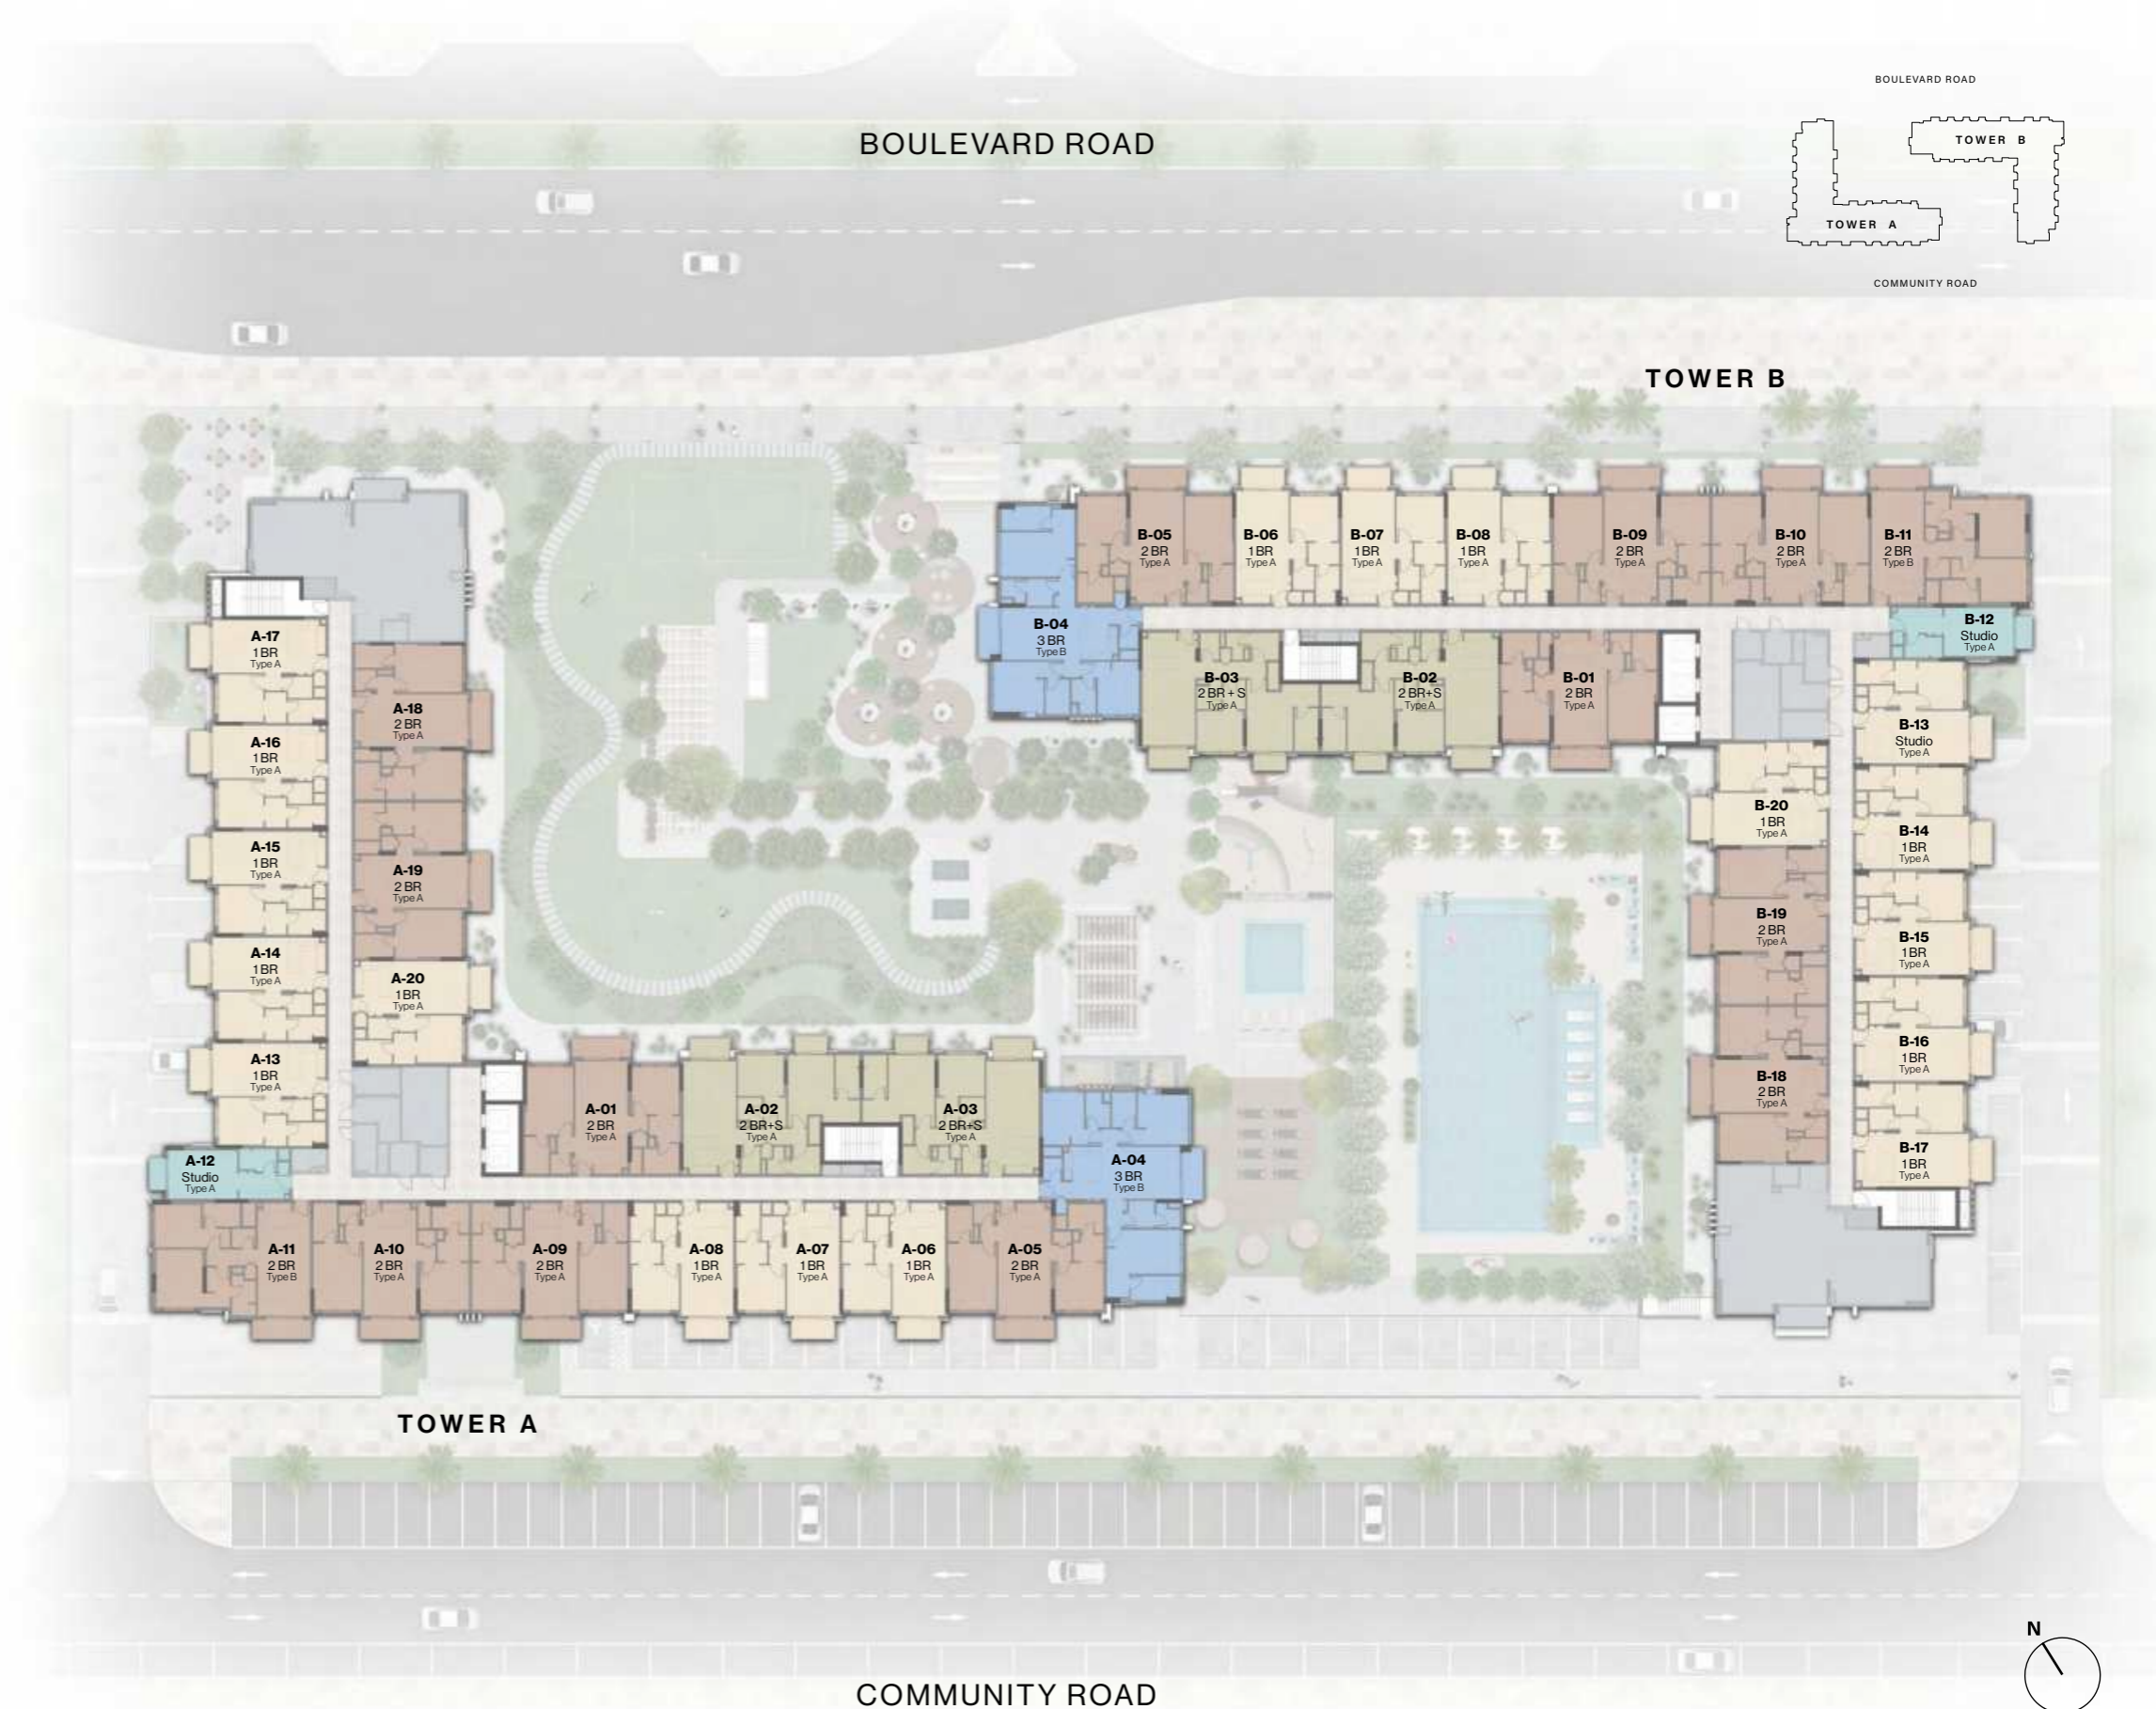 BOULEVARD ROAD
TOWER B
TOWER A
COMMUNITY ROAD
BOULEVARD ROAD
TOWER B
B-05
2 BR
Type A
B-06
1 BR
Type A
B-07
1 BR
Type A
B-08
1 BR
Type A
B-09
2 BR
Type A
B-10
2 BR
Type A
B-11
2 BR
Type B
B-04
3 BR
Type B
B-12
Studio
Type A
B-03
2 BR + S
Type A
B-02
2 BR+S
Type A
B-01
2 BR
Type A
B-13
Studio
Type A
B-20
1 BR
Type A
B-14
1 BR
Type A
B-19
2 BR
Type A
B-15
1 BR
Type A
B-16
1 BR
Type A
B-18
2 BR
Type A
B-17
1 BR
Type A
A-17
1 BR
Type A
A-18
2 BR
Type A
A-16
1 BR
Type A
A-15
1 BR
Type A
A-19
2 BR
Type A
A-14
1 BR
Type A
A-20
1 BR
Type A
A-13
1 BR
Type A
A-01
2 BR
Type A
A-02
2 BR+S
Type A
A-03
2 BR+S
Type A
A-04
3 BR
Type B
A-12
Studio
Type A
A-11
2 BR
Type B
A-10
2 BR
Type A
A-09
2 BR
Type A
A-08
1 BR
Type A
A-07
1 BR
Type A
A-06
1 BR
Type A
A-05
2 BR
Type A
TOWER A
N
COMMUNITY ROAD